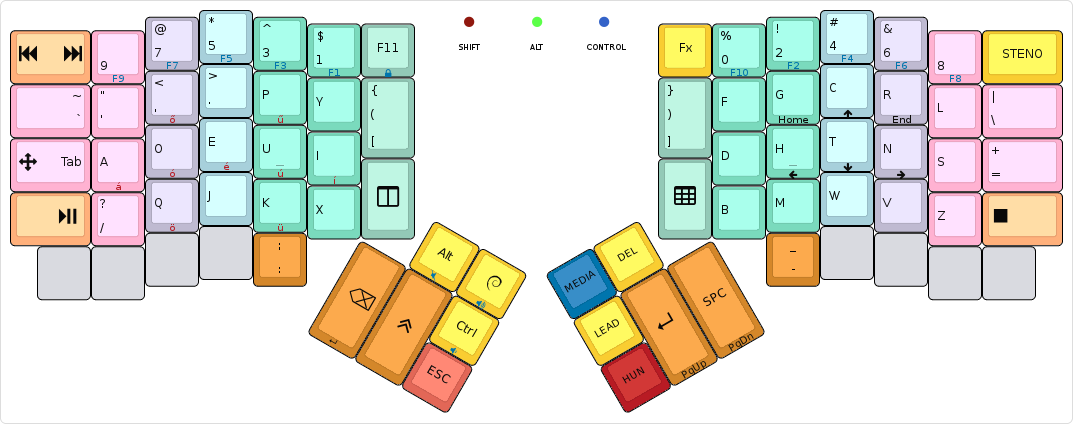 SHIFT
ALT
CONTROL
9
F9
@
7
F7
*
5
F5
^
3
F3
$
1
F1
F11
~
`
"
'
<
,
ő
>
.
P
ü
Y
{
(
[
Tab
A
á
O
ó
E
é
U
_
ű
I
í
?
/
Q
ö
J
K
ü
X
;
:
Fx
%
0
F10
!
2
F2
#
4
F4
&
6
F6
8
F8
STENO
}
)
]
F
G
Home
C
R
End
L
|
\
D
H
_
T
N
S
+
=
B
M
W
V
Z
_
-
Alt
Ctrl
ESC
MEDIA
DEL
LEAD
HUN
SPC
PgUp
PgDn